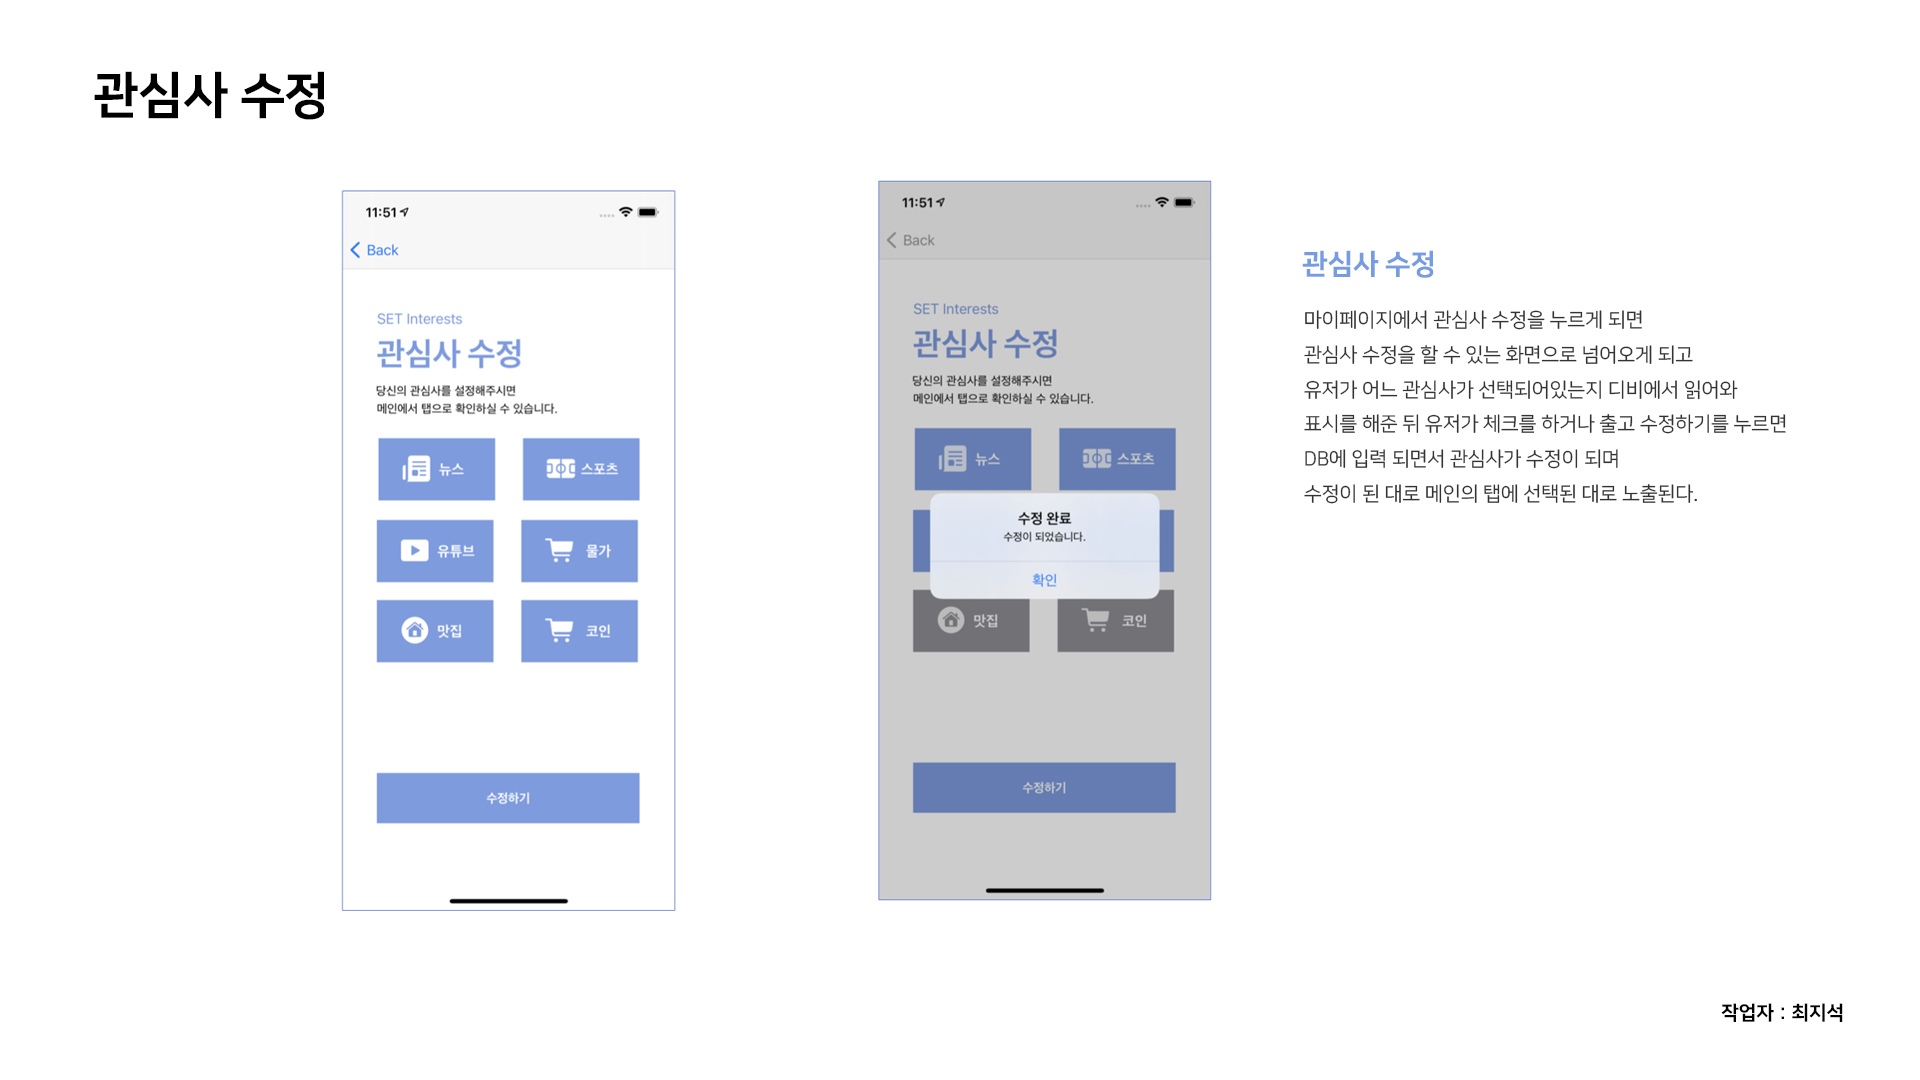 관심사 수정
11:51
Back
SET Interests
관심사 수정
당신의 관심사를 설정해주시면
메인에서 탭으로 확인하실 수 있습니다.
뉴스
스포츠
유튜브
물가
맛집
코인
수정하기
11:51
Back
SET Interests
관심사 수정
당신의 관심사를 설정해주시면
메인에서 탭으로 확인하실 수 있습니다.
뉴스
스포츠
수정 완료
수정이 되었습니다.
확인
맛집
코인
수정하기
관심사 수정
마이페이지에서 관심사 수정을 누르게 되면
관심사 수정을 할 수 있는 화면으로 넘어오게 되고
유저가 어느 관심사가 선택되어있는지 디비에서 읽어와
표시를 해준 뒤 유저가 체크를 하거나 출고 수정하기를 누르면
DB에 입력 되면서 관심사가 수정이 되며
수정이 된 대로 메인의 탭에 선택된 대로 노출된다.
작업자 : 최지석